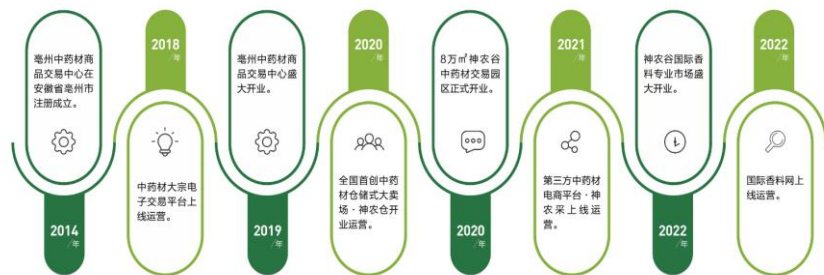 亳州中药材商
品交易中心在
安徽省亳州市
注册成立。
2014
/年
2018
/年
中药材大宗电
子交易平台上
线运营。
亳州中药材商
品交易中心盛
大开业。
2019
/年
2020
/年
全国首创中药
材仓储式大卖
场·神农仓开
业运营。
8万㎡神农谷
中药材交易园
区正式开业。
2020
/年
2021
/年
第三方中药材
电商平台·神
农采上线运
营。
神农谷国际香
料专业市场盛
大开业。
2022
/年
2022
/年
国际香料网上
线运营。